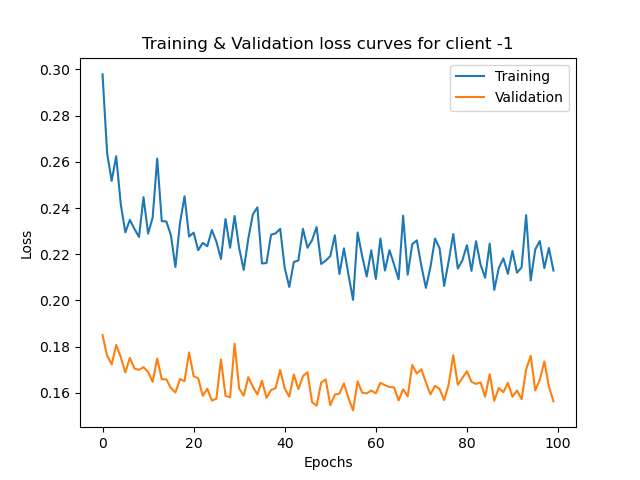 Training & Validation loss curves for client -1
Training
Validation
Loss
0.30
0.28
0.26
0.24
0.22
0.20
0.18
0.16
0
20
40
60
80
100
Epochs